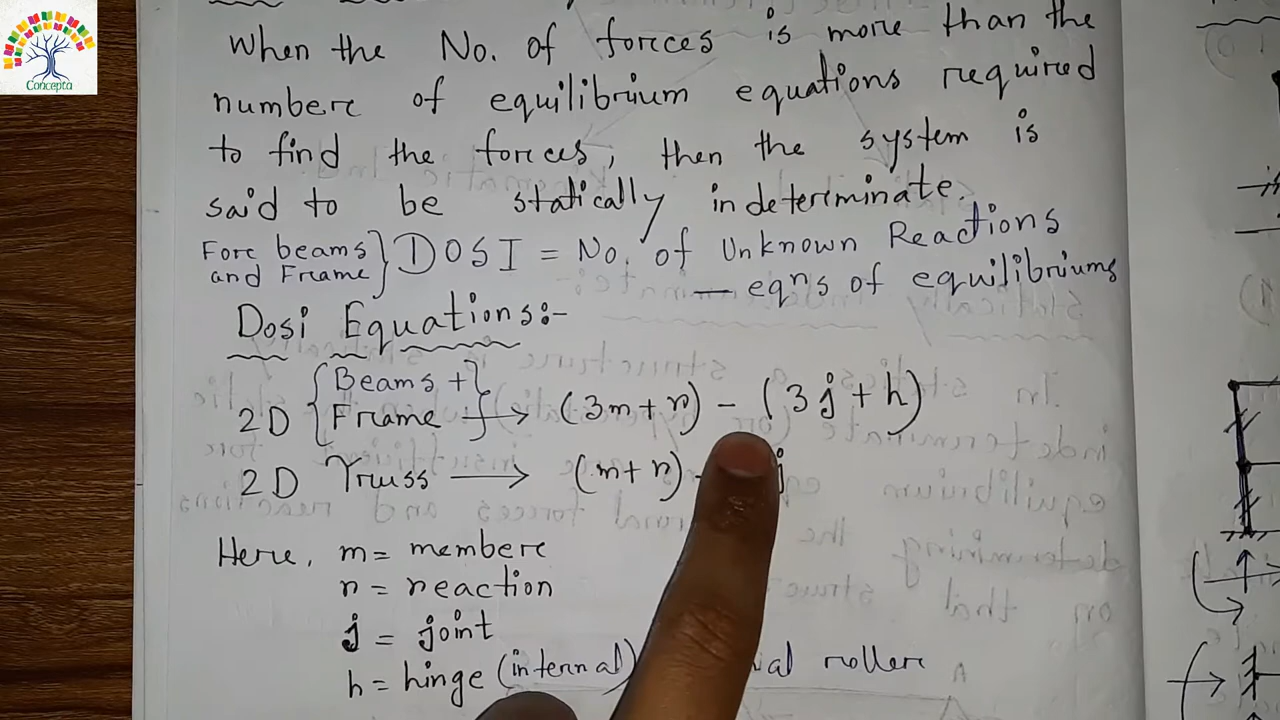 Concepta
When the No. of forces is more than the
number of equilibrium equations required
to find the forces, then the system is
said to be statically indeterminate.
For beams and Frame } DOSI = No. of Unknown Reactions
— eqns of equilibriums
Dosi Equations:-
2D { Beams + Frame } → (3m + r) - (3j + h)
2D Truss → (m + r) - j
Here, m = member
r = reaction
j = joint
h = hinge (internal) roller